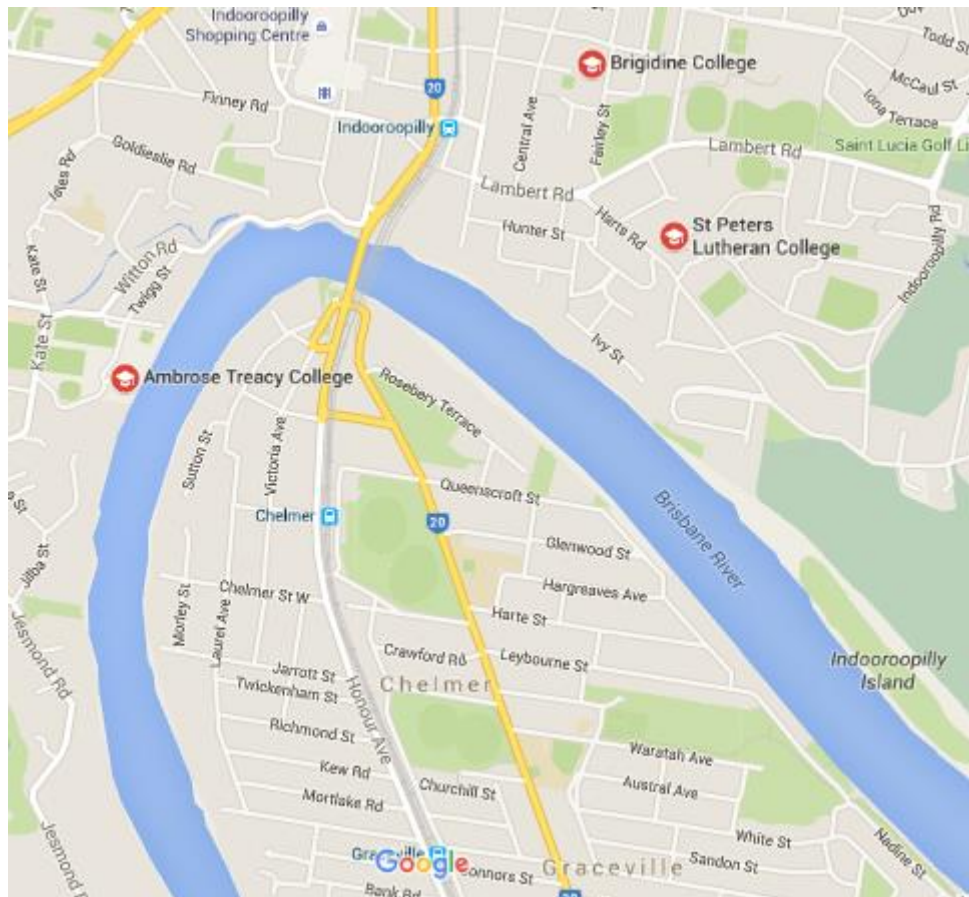 Indooroopilly
Shopping Centre
Brigidine College
Todd St
McCaul St
Iona Terrace
Finney Rd
20
Indooroopilly
Central Ave
Fairley St
Goldieslie Rd
Lambert Rd
Saint Lucia Golf Li
Isles Rd
Lambert Rd
Hunter St
Harts Rd
St Peters
Lutheran College
Indooroopilly Rd
Kate St
Witton Rd
Twigg St
Kate St
Ivy St
Ambrose Treacy College
Rosebery Terrace
Sutton St
Victoria Ave
Queenscroft St
Chelmer
20
Brisbane River
Glenwood St
Jilba St
Hargreaves Ave
Chelmer St W
Morley St
Laurel Ave
Harte St
Jesmond Rd
Crawford Rd
Leybourne St
Jarrott St
Chelmer
Indooroopilly
Island
Twickenham St
Honour Ave
Richmond St
Waratah Ave
Kew Rd
Churchill St
Austral Ave
Mortlake Rd
White St
Nadine St
Jesmond
Graceville
Google
onnors St
Graceville
Sandon St
Bank Rd
20